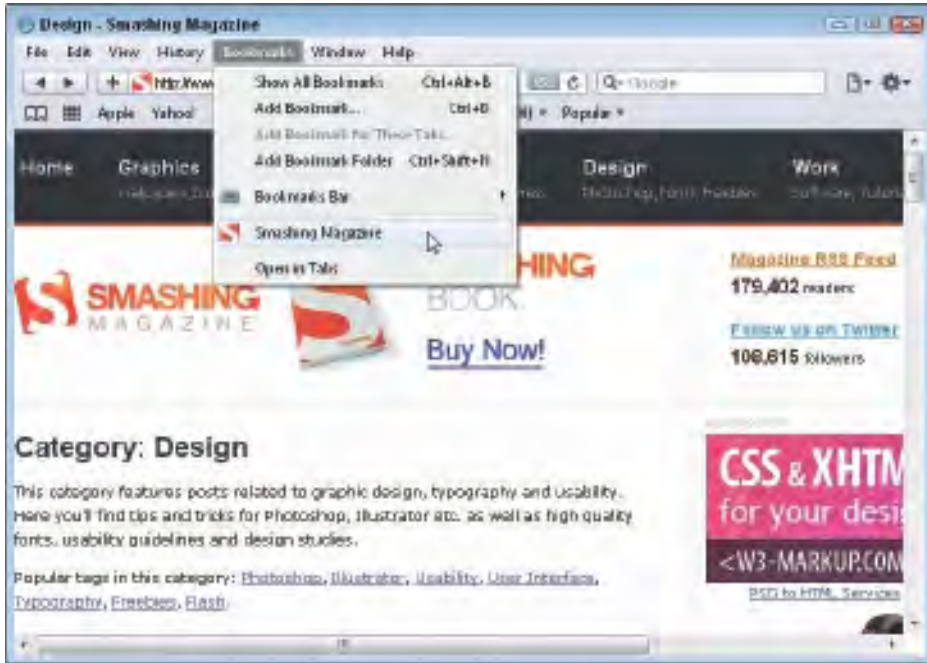 Design - Smashing Magazine
File Edit View History Bookmarks Window Help
http://www
Google
Apple Yahoo! Popular
Show All Bookmarks Ctrl+Alt+B
Add Bookmark... Ctrl+D
Add Bookmark for These Tabs...
Add Bookmark Folder Ctrl+Shift+N
Bookmarks Bar
Smashing Magazine
Open in Tabs
Home Graphics Design Work
Photoshop, Fonts, Freebies Software, Tutori
SMASHING
MAGAZINE
HING
BOOK
Buy Now!
Magazine RSS Feed
179,402 readers
Follow us on Twitter
106,615 followers
Category: Design
This category features posts related to graphic design, typography and usability.
Here you'll find tips and tricks for Photoshop, Illustrator etc. as well as high quality
fonts, usability guidelines and design studies.
Popular tags in this category: Photoshop, Illustrator, Usability, User Interface,
Typography, Freebies, Flash.
CSS & XHTM
for your desi
<W3-MARKUP.COM
PSD to HTML Services